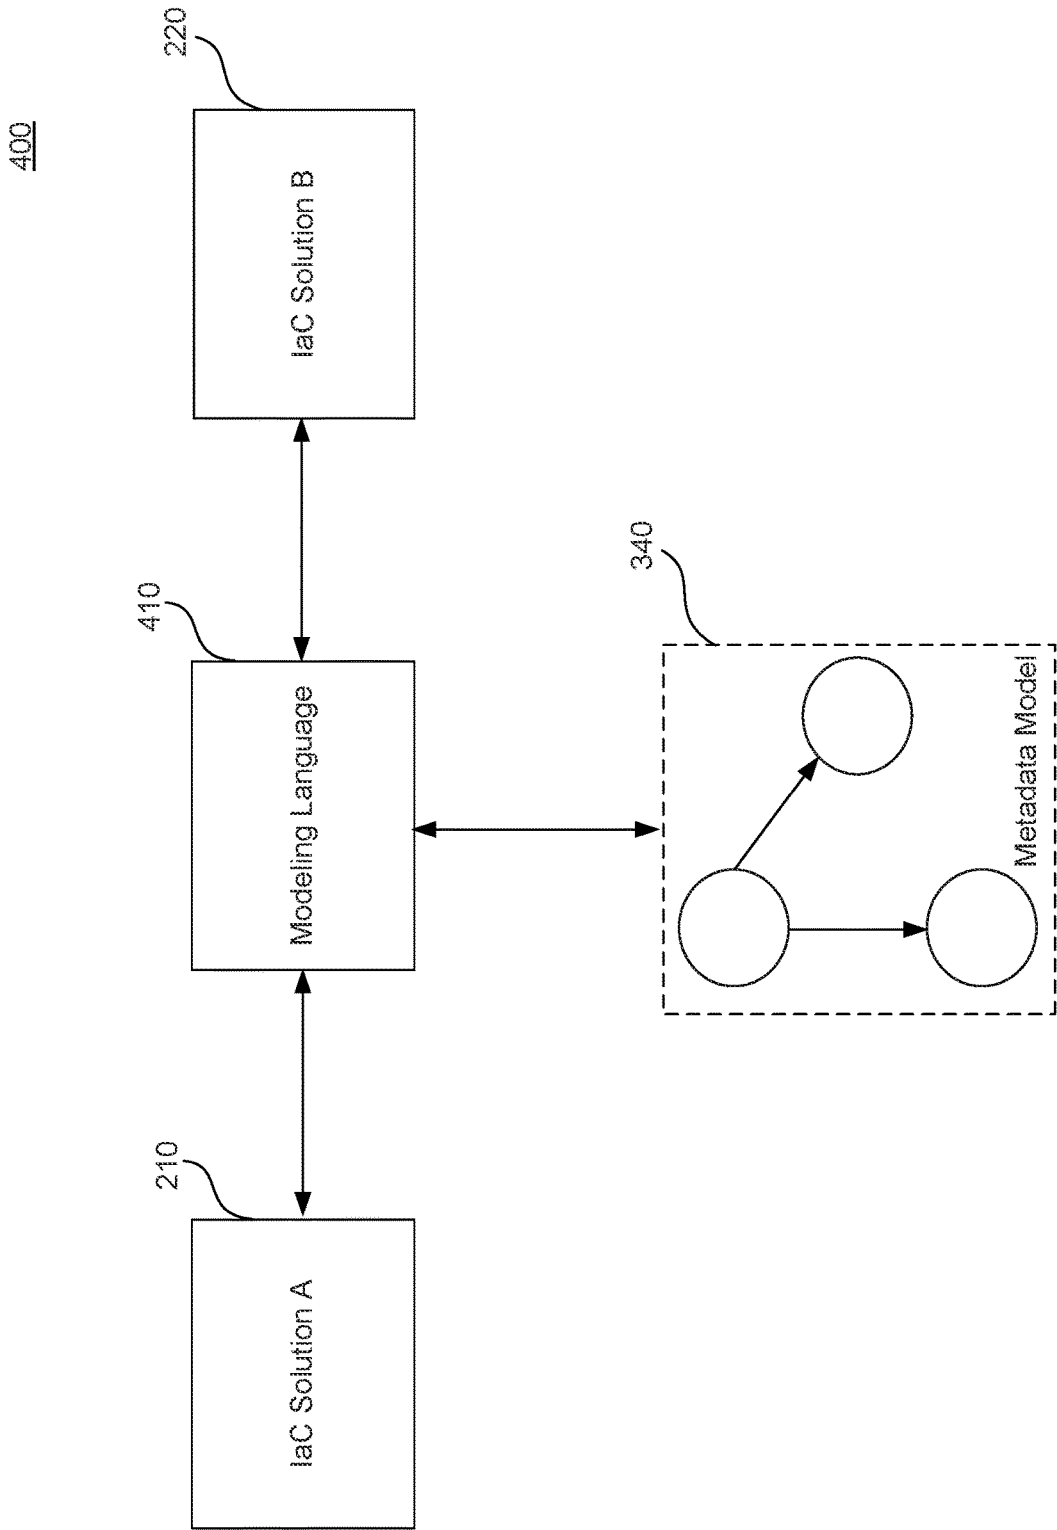 400
210
410
220
IaC Solution A
Modeling Language
IaC Solution B
340
Metadata Model